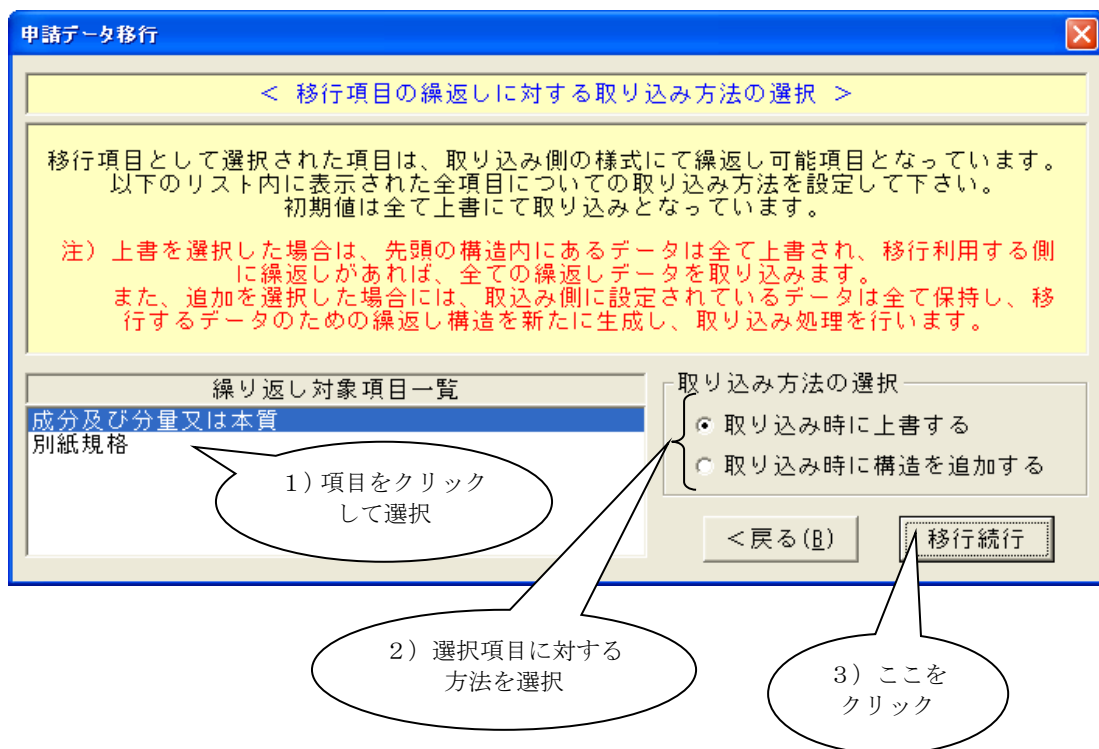 申請データ移行
< 移行項目の繰返しに対する取り込み方法の選択 >
移行項目として選択された項目は、取り込み側の様式にて繰返し可能項目となっています。
以下のリスト内に表示された全項目についての取り込み方法を設定して下さい。
初期値は全て上書にて取り込みとなっています。
注）上書を選択した場合は、先頭の構造内にあるデータは全て上書され、移行利用する側
に繰返しがあれば、全ての繰返しデータを取り込みます。
また、追加を選択した場合には、取込み側に設定されているデータは全て保持し、移
行するデータのための繰返し構造を新たに生成し、取り込み処理を行います。
繰り返し対象項目一覧
成分及び分量又は本質
別紙規格
取り込み方法の選択
取り込み時に上書する
取り込み時に構造を追加する
<戻る(B)
移行続行
１）項目をクリック
して選択
２）選択項目に対する
方法を選択
３）ここを
クリック